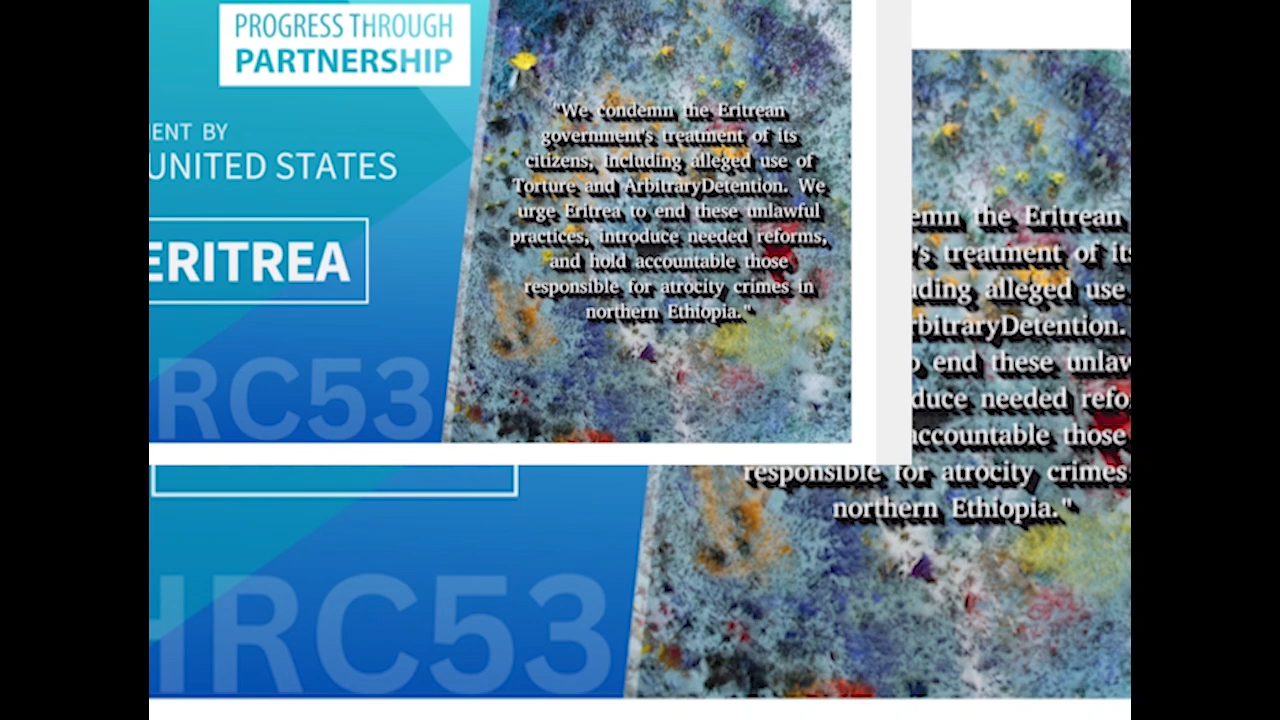 PROGRESS THROUGH
PARTNERSHIP
ENT BY
UNITED STATES
ERITREA
RC53
"We condemn the Eritrean
government's treatment of its
citizens, including alleged use of
Torture and ArbitraryDetention. We
urge Eritrea to end these unlawful
practices, introduce needed reforms,
and hold accountable those
responsible for atrocity crimes in
northern Ethiopia."
emn the Eritrean
's treatment of its
ding alleged use
rbitraryDetention.
end these unlaw
duce needed refo
accountable those
responsible for atrocity crimes
northern Ethiopia."
HRC53